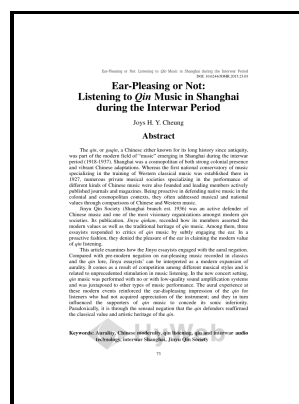 Ear-Pleasing or Not: Listening to Qin Music in Shanghai during the Interwar Period
Ear-Pleasing or Not:
Listening to Qin Music in Shanghai
during the Interwar Period
Joys H. Y. Cheung
Abstract
The qin, or guqin, a Chinese zither known for its long history since antiquity,
was part of the modern field of "music" emerging in Shanghai during the interwar
period (1918-1937). Shanghai was a cosmopolitan of both strong colonial presence
and vibrant Chinese adaptations. Whereas the first national conservatory of music
specializing in the training of Western classical music was established there in
1927, numerous private musical societies specializing in the performance of
different kinds of Chinese music were also founded and leading members actively
published journals and magazines. Being proactive in defending native music in the
colonial and cosmopolitan contexts, they often addressed musical and national
values through comparisons of Chinese and Western music.
Jinyu Qin Society (Shanghai branch est. 1936) was an active defender of
Chinese music and one of the most visionary organizations amongst modern qin
societies. Its publication, Jinyu qinkan, recorded how its members asserted the
modern values as well as the traditional heritage of qin music. Among them, three
essayists responded to critics of qin music by subtly engaging the ear. In a
proactive fashion, they denied the pleasure of the ear in claiming the modern value
of qin listening.
This article examines how the Jinyu essayists engaged with the aural negation.
Compared with pre-modern negation on ear-pleasing music recorded in classics
and the qin lore, Jinyu essayists' can be interpreted as a modern expression of
aurality. It comes as a result of competition among different musical styles and is
related to unprecedented stimulation in music listening. In the new concert setting,
qin music was performed with no or with low-quality sound amplification systems
and was juxtaposed to other types of music performance. The aural experience at
these modern events reinforced the ear-displeasing impression of the qin for
listeners who had not acquired appreciation of the instrument; and they in turn
influenced the supporters of qin music to concede its sonic inferiority.
Paradoxically, it is through the sensual negation that the qin defenders reaffirmed
the classical value and artistic heritage of the qin.
Keywords: Aurality, Chinese modernity, qin listening, qin and interwar audio
technology, interwar Shanghai, Jinyu Qin Society
HyWeb
75